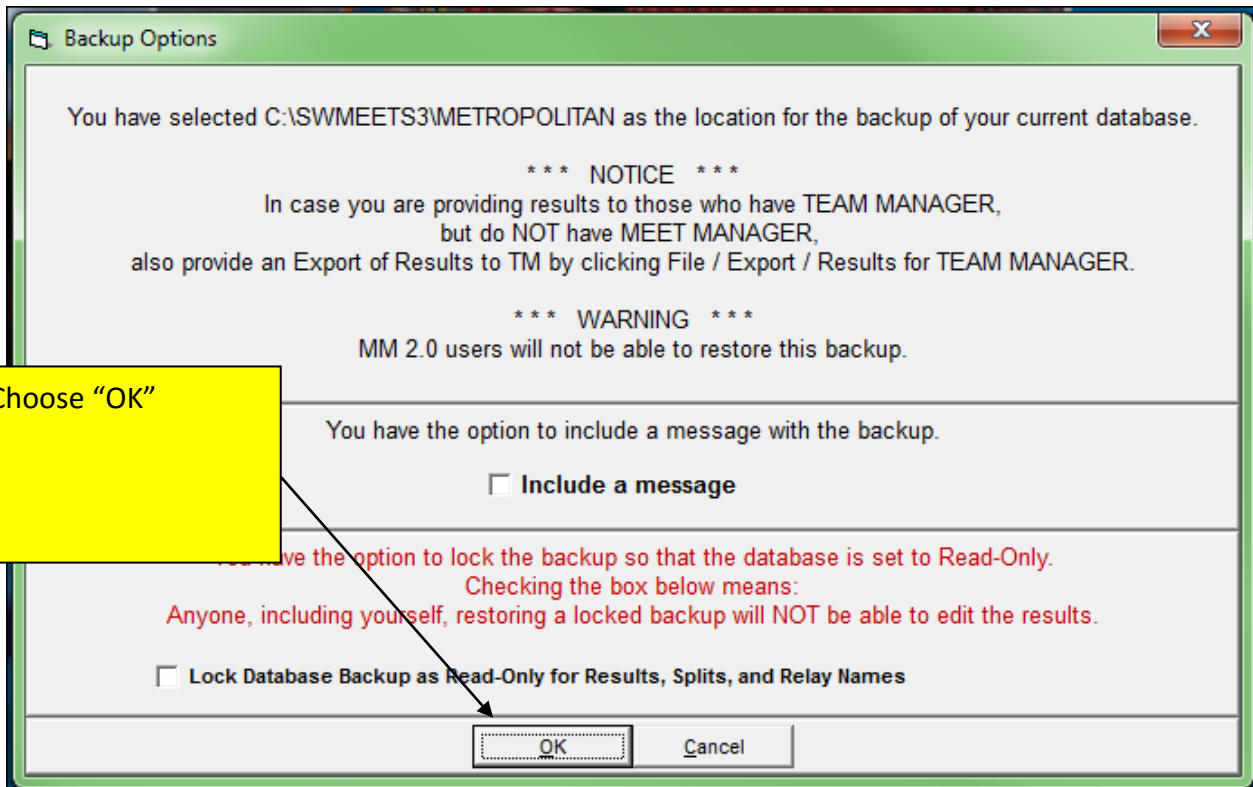 Backup Options
You have selected C:\SWMEETS3\METROPOLITAN as the location for the backup of your current database.
* * * NOTICE * * *
In case you are providing results to those who have TEAM MANAGER,
but do NOT have MEET MANAGER,
also provide an Export of Results to TM by clicking File / Export / Results for TEAM MANAGER.
* * * WARNING * * *
MM 2.0 users will not be able to restore this backup.
Choose “OK”
You have the option to include a message with the backup.
Include a message
have the option to lock the backup so that the database is set to Read-Only.
Checking the box below means:
Anyone, including yourself, restoring a locked backup will NOT be able to edit the results.
Lock Database Backup as Read-Only for Results, Splits, and Relay Names
OK
Cancel